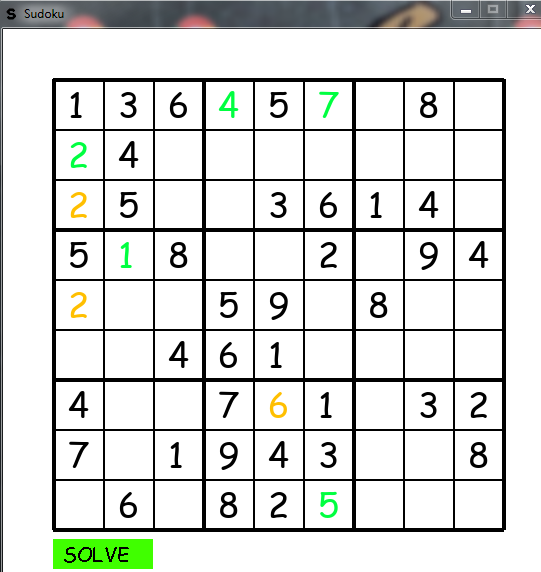 S Sudoku
1 3 6 4 5 7 8
2 4
2 5 3 6 1 4
5 1 8 2 9 4
2 5 9 8
4 6 1
4 7 6 1 3 2
7 1 9 4 3 8
6 8 2 5
SOLVE